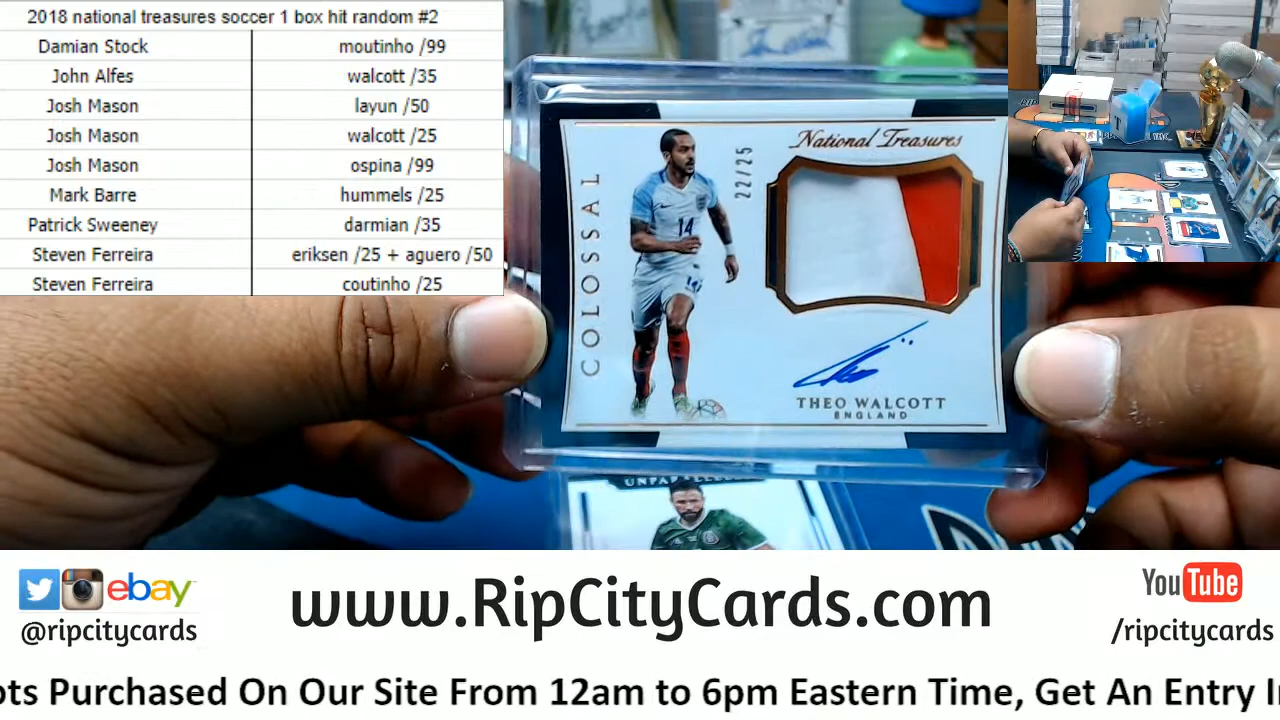 2018 national treasures soccer 1 box hit random #2
Damian Stock moutinho /99
John Alfes walcott /35
Josh Mason layun /50
Josh Mason walcott /25
Josh Mason ospina /99
Mark Barre hummels /25
Patrick Sweeney darmian /35
Steven Ferreira eriksen /25 + aguero /50
Steven Ferreira coutinho /25
COLOSSAL
22/25
National Treasures
14
THEO WALCOTT
ENGLAND
ebay
@ripcitycards
www.RipCityCards.com
YouTube
/ripcitycards
ots Purchased On Our Site From 12am to 6pm Eastern Time, Get An Entry I